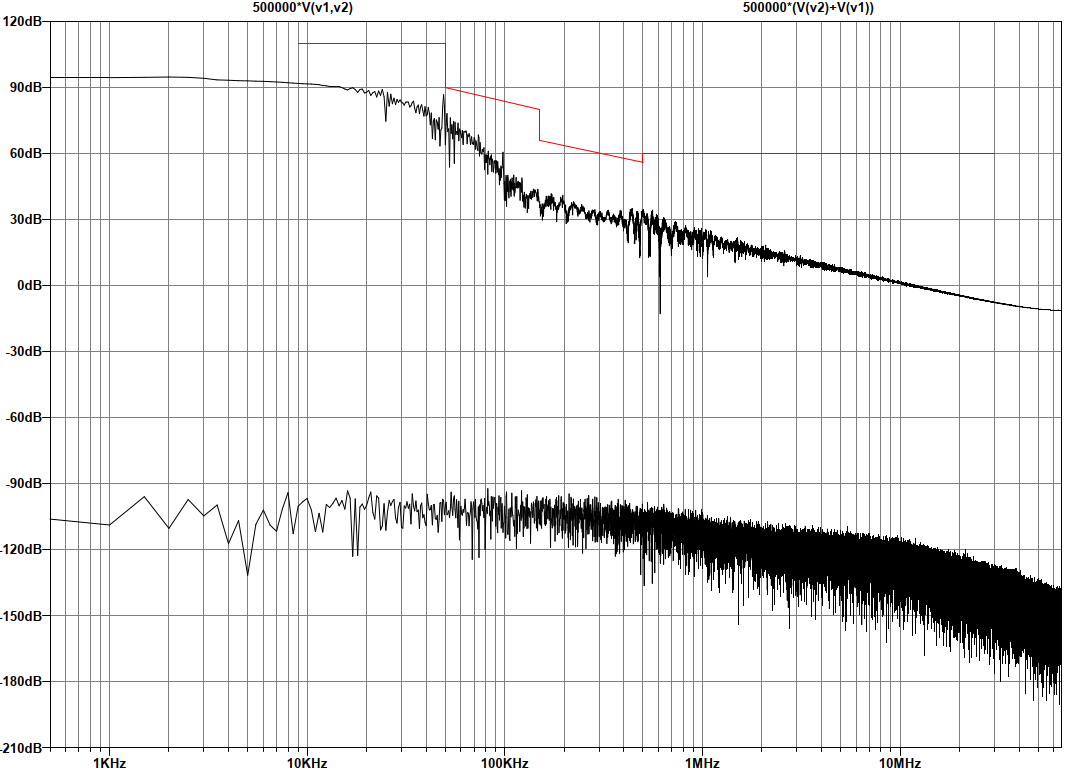 500000*V(v1,v2) 500000*(V(v2)+V(v1))
120dB
90dB
60dB
30dB
0dB
-30dB
-60dB
-90dB
-120dB
-150dB
-180dB
-210dB
1KHz 10KHz 100KHz 1MHz 10MHz